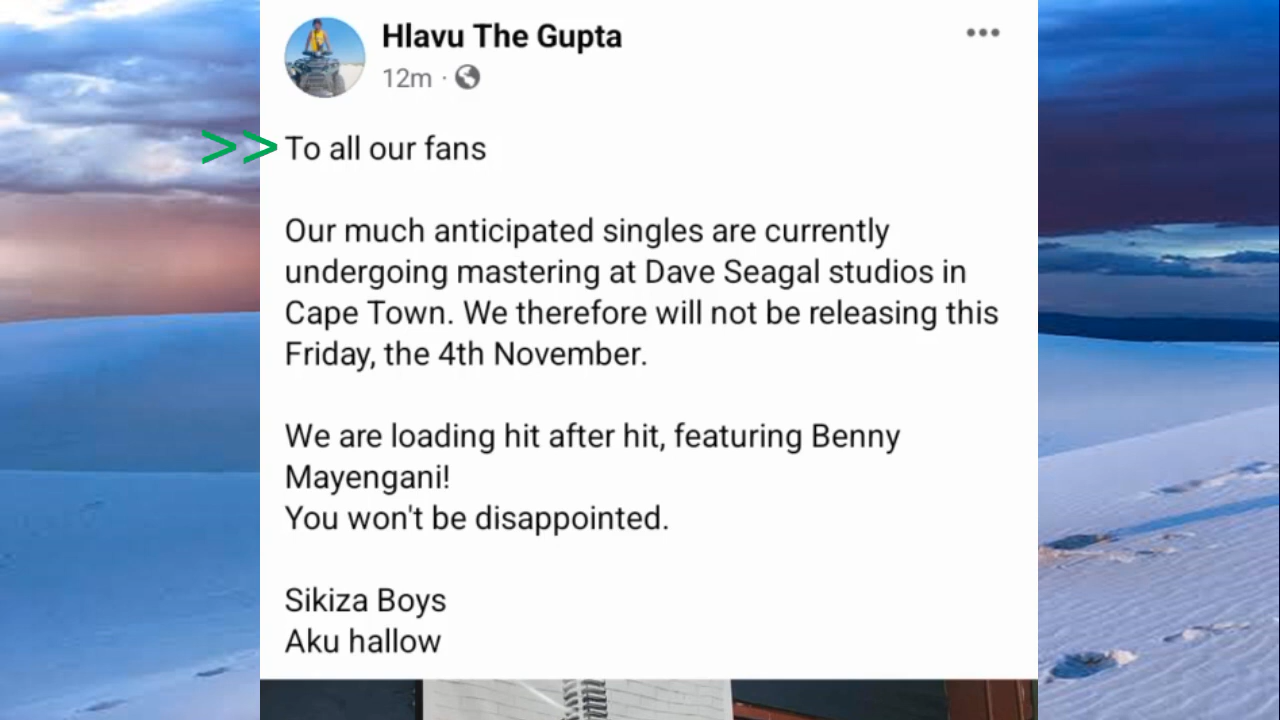 Hlavu The Gupta
12m ·
>> To all our fans
Our much anticipated singles are currently
undergoing mastering at Dave Seagal studios in
Cape Town. We therefore will not be releasing this
Friday, the 4th November.
We are loading hit after hit, featuring Benny
Mayengani!
You won't be disappointed.
Sikiza Boys
Aku hallow